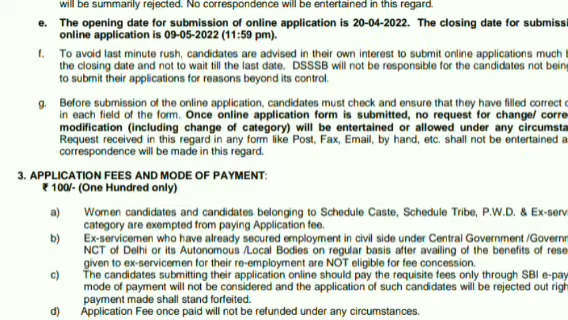 will be summarily rejected. No correspondence will be entertained in this regard.
e. The opening date for submission of online application is 20-04-2022. The closing date for submissi
online application is 09-05-2022 (11:59 pm).
f. To avoid last minute rush, candidates are advised in their own interest to submit online applications much
the closing date and not to wait till the last date. DSSSB will not be responsible for the candidates not bein
to submit their applications for reasons beyond its control.
g. Before submission of the online application, candidates must check and ensure that they have filled correct
in each field of the form. Once online application form is submitted, no request for change/ corre
modification (including change of category) will be entertained or allowed under any circumsta
Request received in this regard in any form like Post, Fax, Email, by hand, etc. shall not be entertained a
correspondence will be made in this regard.
3. APPLICATION FEES AND MODE OF PAYMENT:
₹ 100/- (One Hundred only)
a) Women candidates and candidates belonging to Schedule Caste, Schedule Tribe, P.W.D. & Ex-serv
category are exempted from paying Application fee.
b) Ex-servicemen who have already secured employment in civil side under Central Government /Governm
NCT of Delhi or its Autonomous /Local Bodies on regular basis after availing of the benefits of rese
given to ex-servicemen for their re-employment are NOT eligible for fee concession.
c) The candidates submitting their application online should pay the requisite fees only through SBI e-pay
mode of payment will not be considered and the application of such candidates will be rejected out righ
payment made shall stand forfeited.
d) Application Fee once paid will not be refunded under any circumstances.